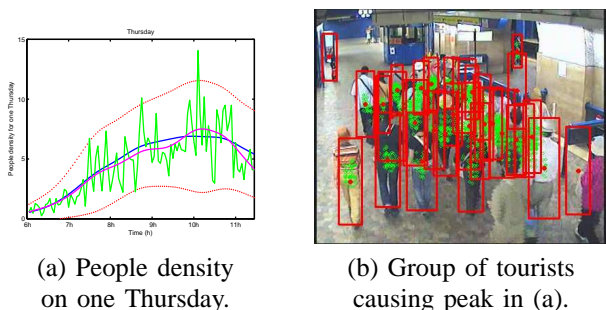 Thursday
15
10
5
0
People density for one Thursday
6h 7h 8h 9h 10h 11h
Time (h)
(a) People density
on one Thursday.
(b) Group of tourists
causing peak in (a).